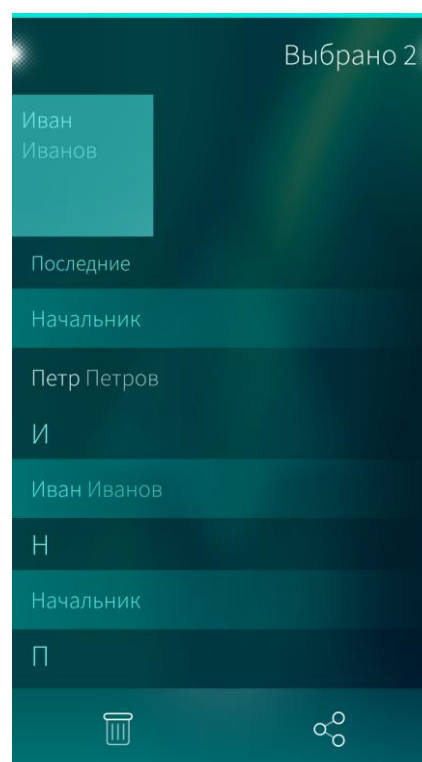 Выбрано 2
Иван
Иванов
Последние
Начальник
Петр Петров
И
Иван Иванов
Н
Начальник
П